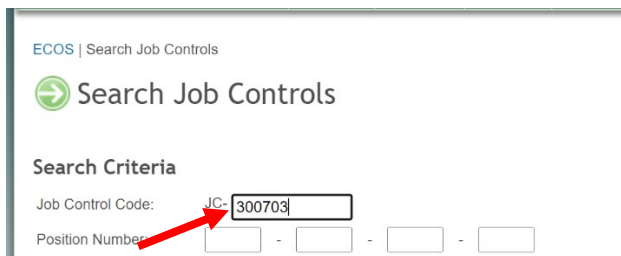 ECOS | Search Job Controls
Search Job Controls
Search Criteria
Job Control Code: JC- 300703
Position Number: - - -